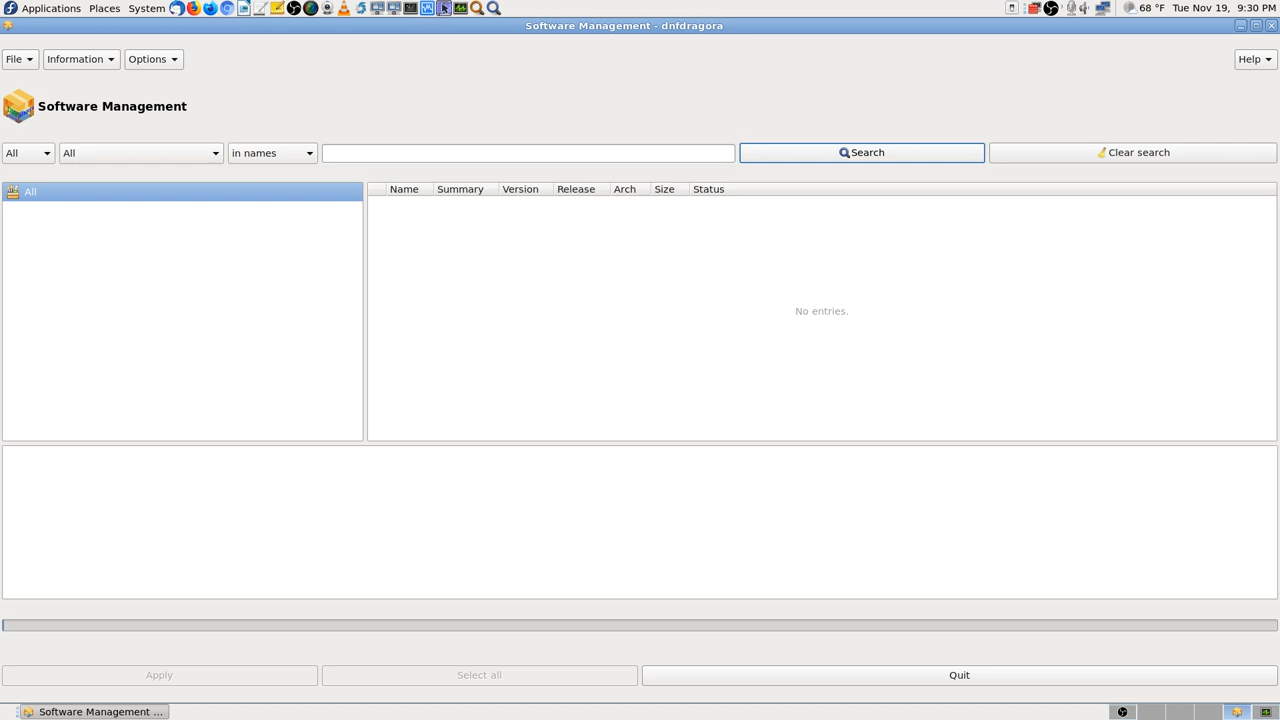 Applications Places System 68 °F Tue Nov 19, 9:30 PM
Software Management - dnfdragora
File Information Options Help
Software Management
All All in names Search Clear search
All
Name Summary Version Release Arch Size Status
No entries.
Apply Select all Quit
Software Management ...